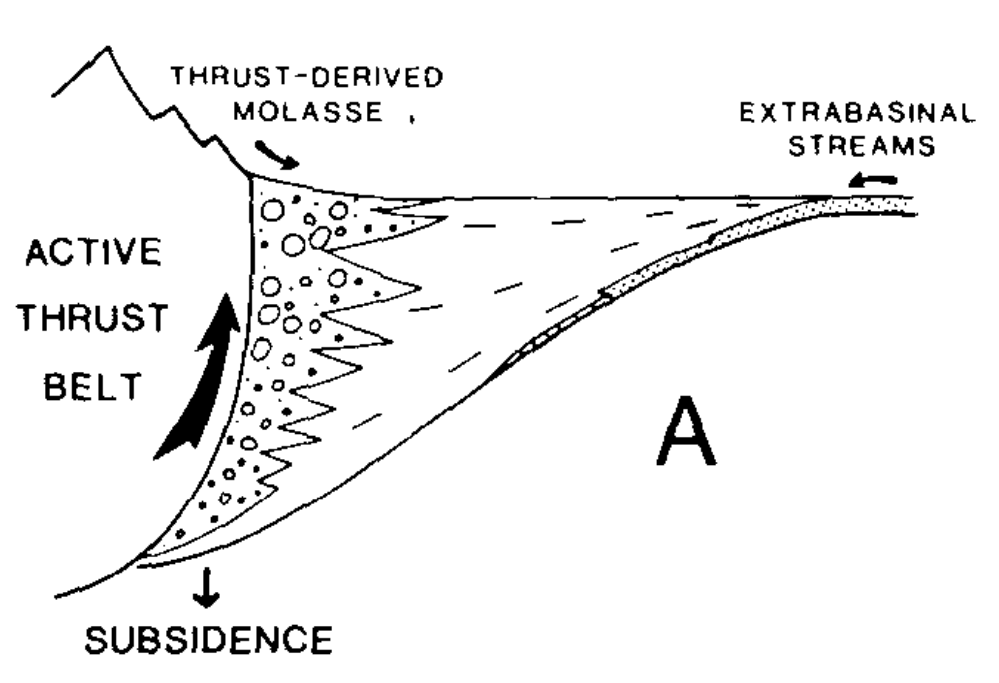 THRUST-DERIVED
MOLASSE
EXTRABASINAL
STREAMS
ACTIVE
THRUST
BELT
A
SUBSIDENCE